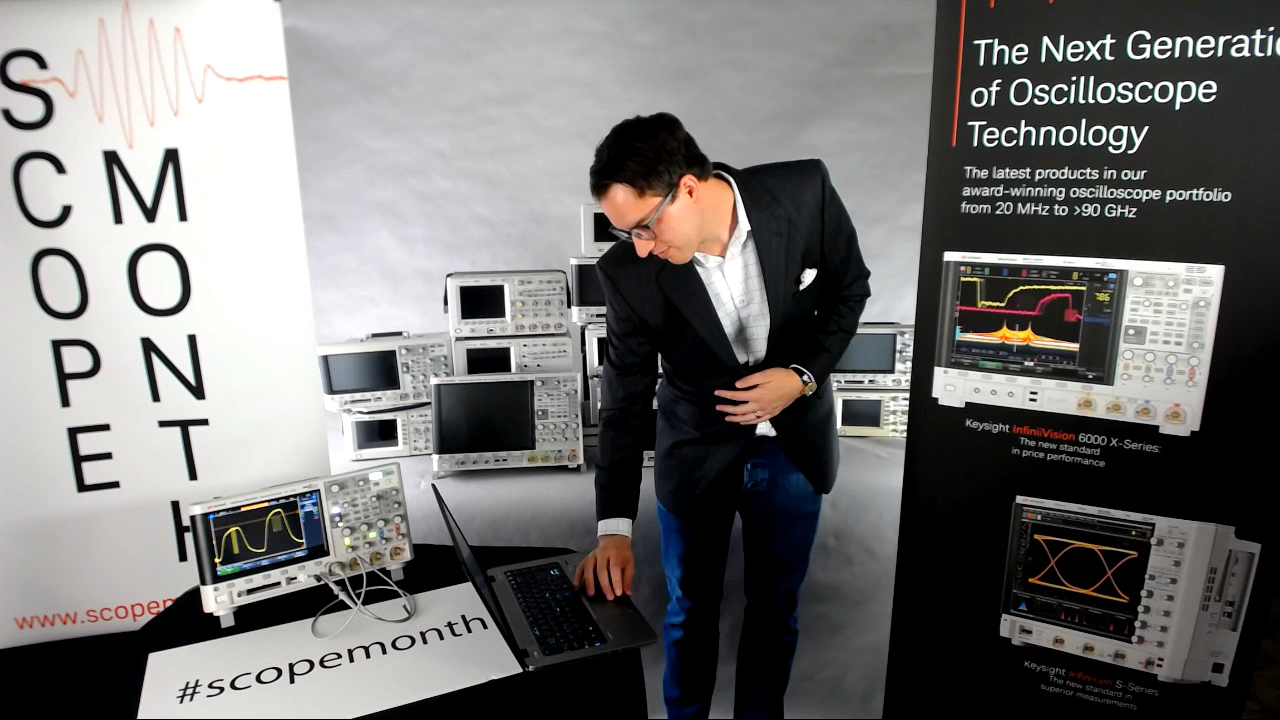 SCOPE
MONTH
www.scopem
#scopemonth
The Next Generatio
of Oscilloscope
Technology
The latest products in our
award-winning oscilloscope portfolio
from 20 MHz to >90 GHz
Keysight InfiniiVision 6000 X-Series:
The new standard
in price performance
Keysight Infiniium S-Series
The new standard in
superior measurements